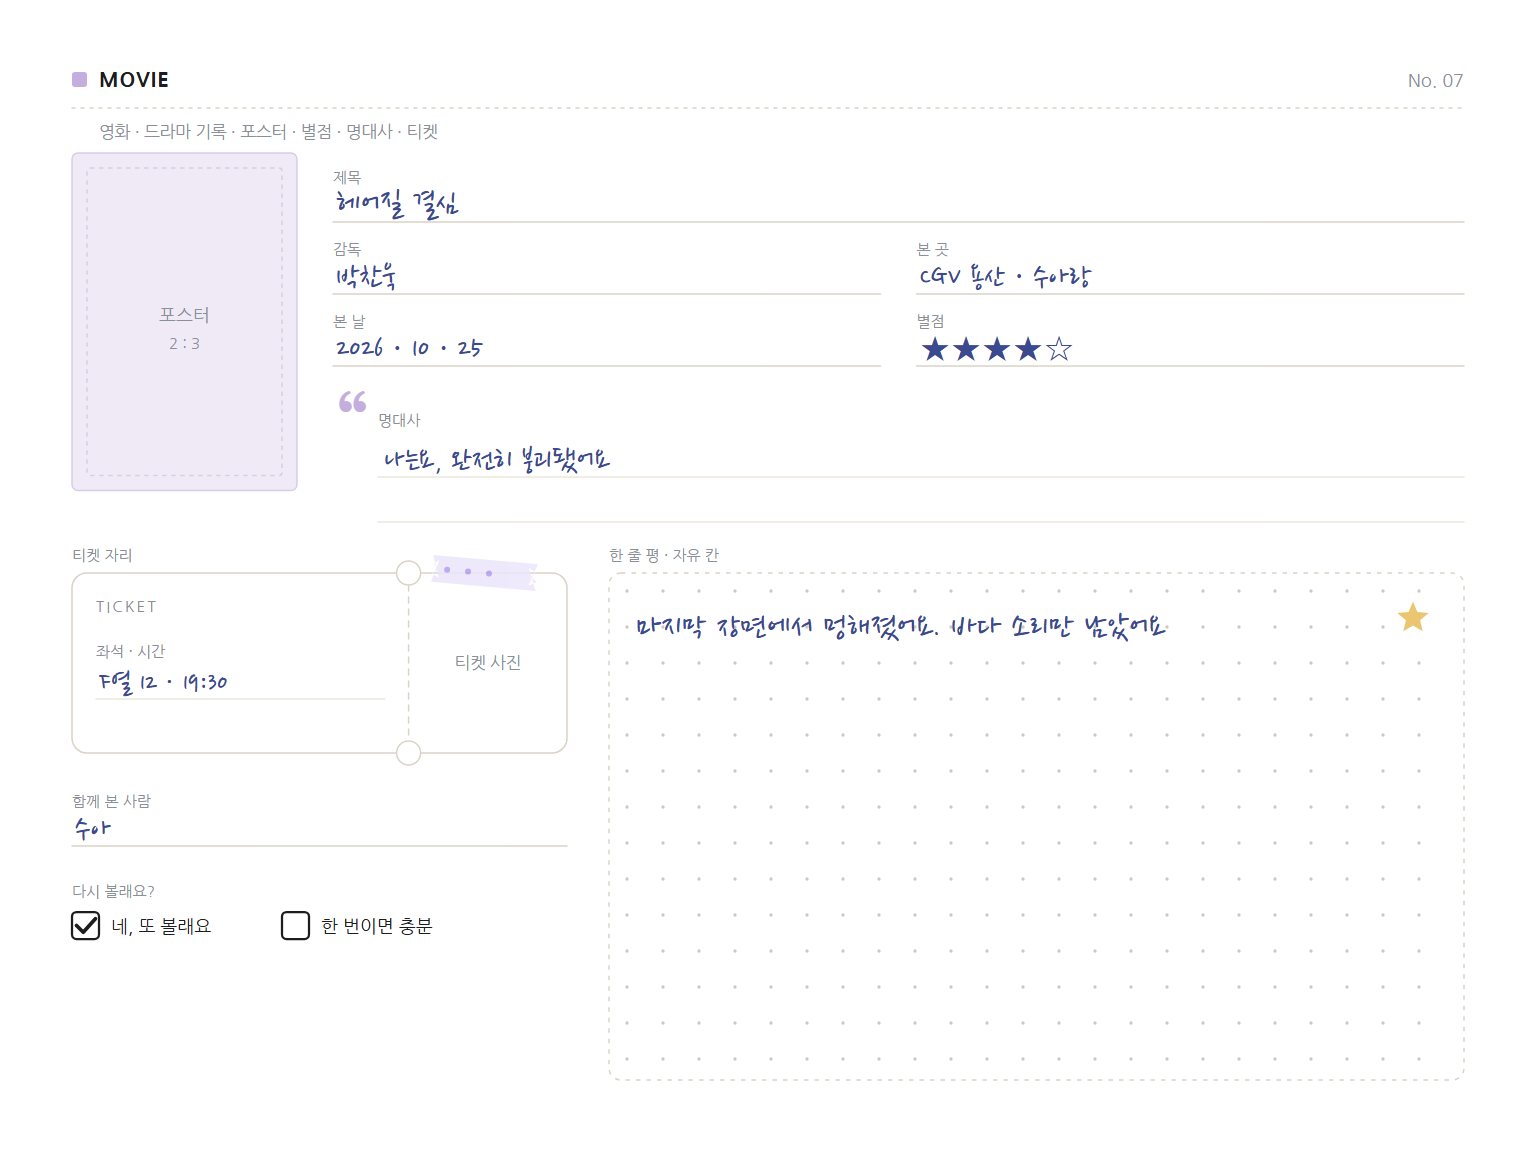 MOVIE
No. 07
영화 · 드라마 기록 · 포스터 · 별점 · 명대사 · 티켓
포스터
2 : 3
제목
헤어질 결심
감독
박찬욱
본 곳
CGV 용산 · 수아랑
본 날
2026 · 10 · 25
별점
★★★★☆
“
명대사
나는요, 완전히 붕괴됐어요
티켓 자리
TICKET
좌석 · 시간
F열 12 · 19:30
티켓 사진
함께 본 사람
수아
다시 볼래요?
네, 또 볼래요
한 번이면 충분
한 줄 평 · 자유 칸
마지막 장면에서 멍해졌어요. 바다 소리만 남았어요